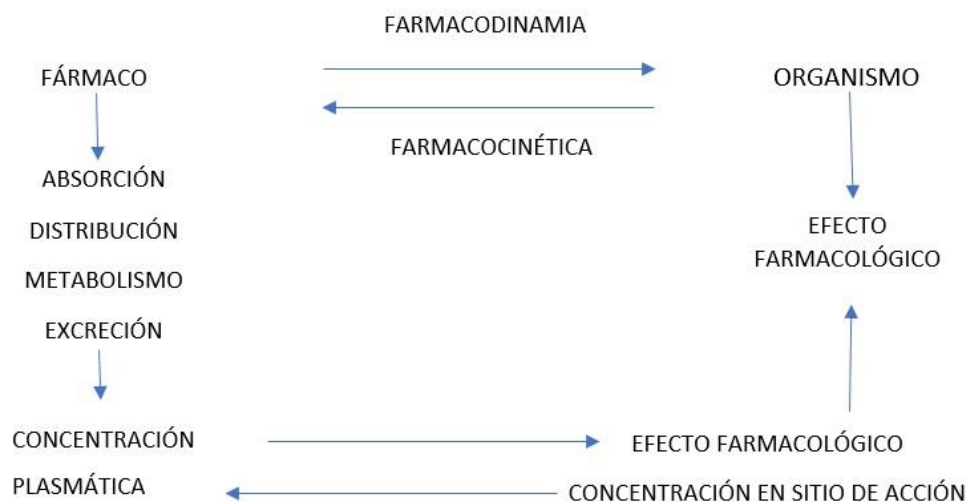 FARMACODINAMIA
FÁRMACO
ORGANISMO
FARMACOCINÉTICA
ABSORCIÓN
DISTRIBUCIÓN
METABOLISMO
EXCRECIÓN
EFECTO
FARMACOLÓGICO
CONCENTRACIÓN
PLASMÁTICA
EFECTO FARMACOLÓGICO
CONCENTRACIÓN EN SITIO DE ACCIÓN